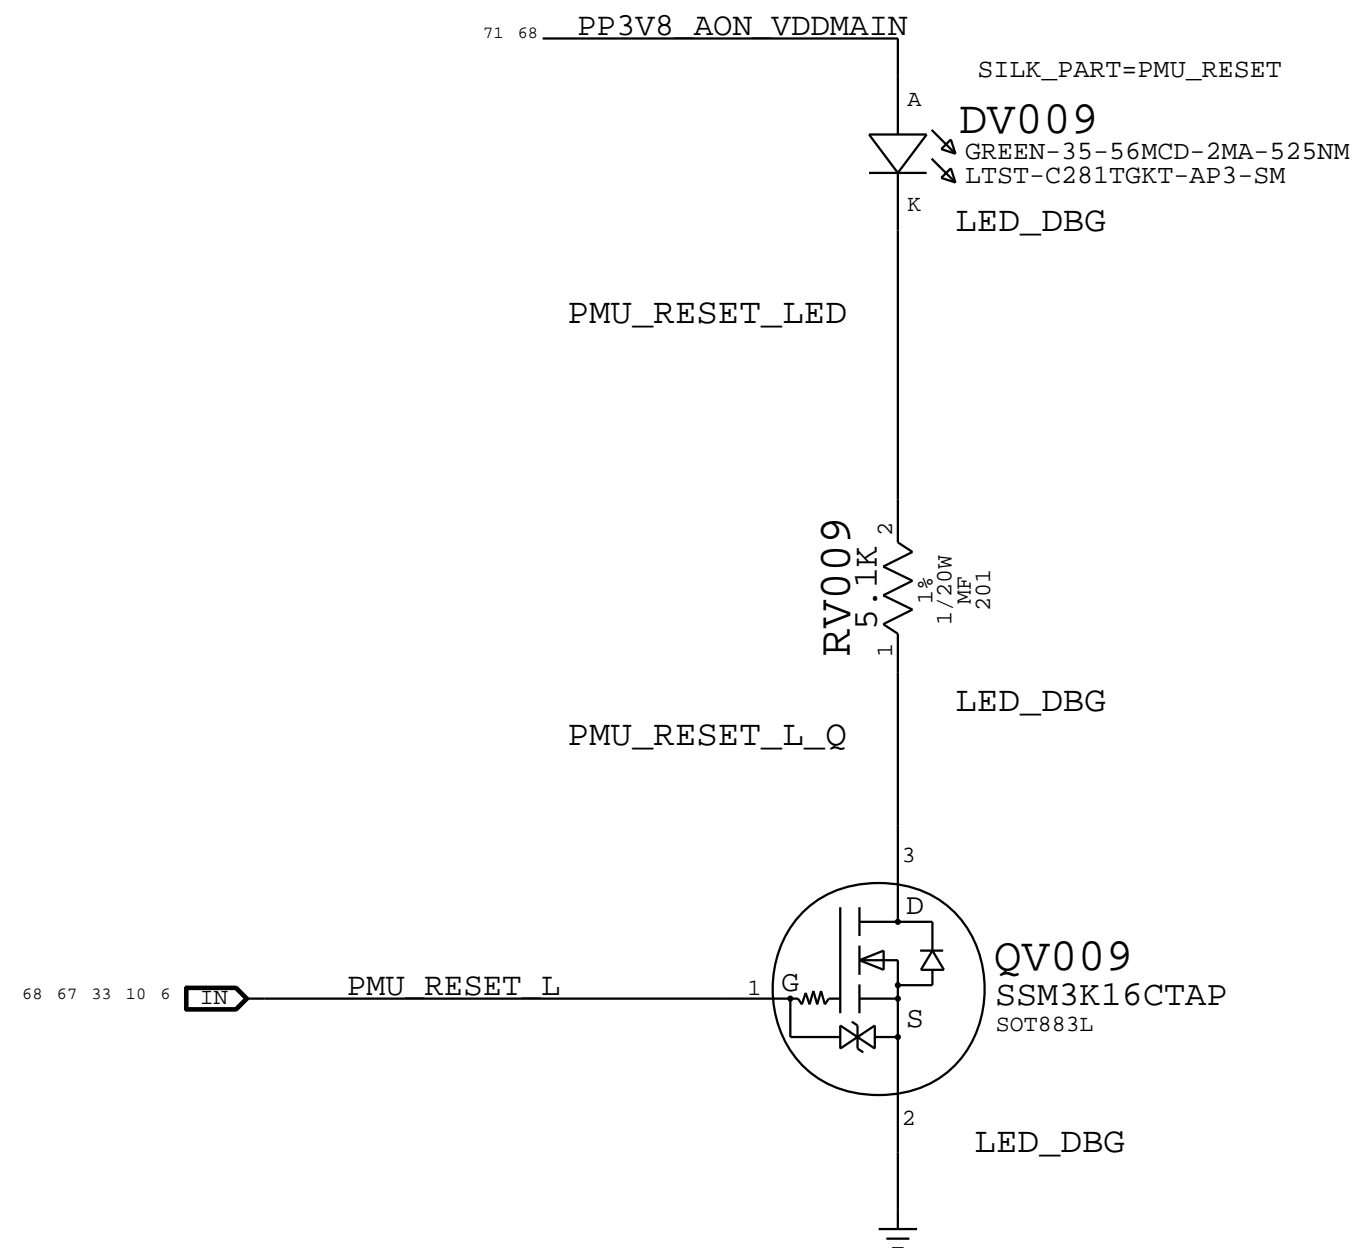 71 68 PP3V8_AON_VDDMAIN
SILK_PART=PMU_RESET
A
DV009
GREEN-35-56MCD-2MA-525NM
LTST-C281TGKT-AP3-SM
K
LED_DBG
PMU_RESET_LED
RV009
5.1K
2
1
1%
1/20W
MF
201
LED_DBG
PMU_RESET_L_Q
3
D
QV009
SSM3K16CTAP
SOT883L
68 67 33 10 6 IN PMU_RESET_L 1 G
S
2
LED_DBG